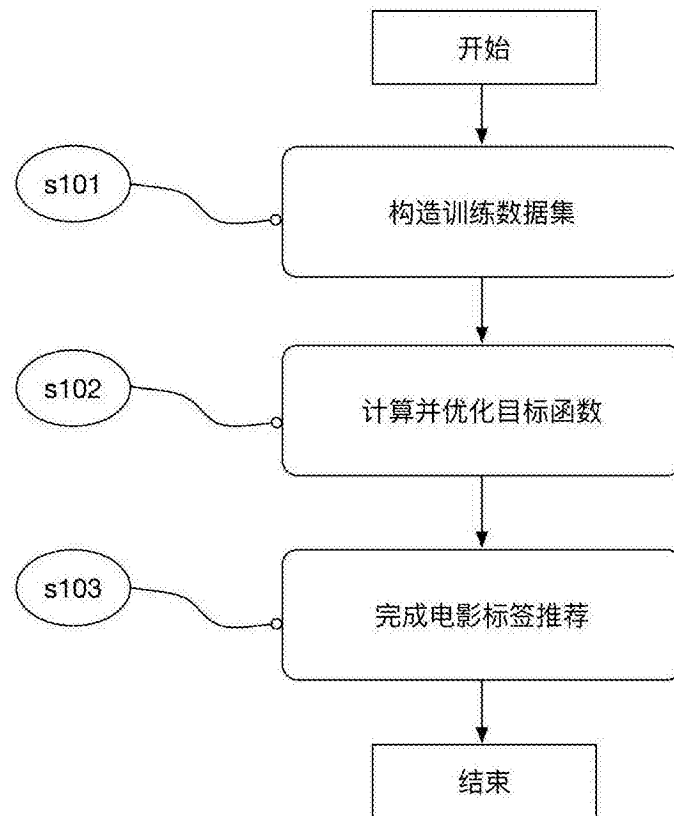 开始
s101
构造训练数据集
s102
计算并优化目标函数
s103
完成电影标签推荐
结束